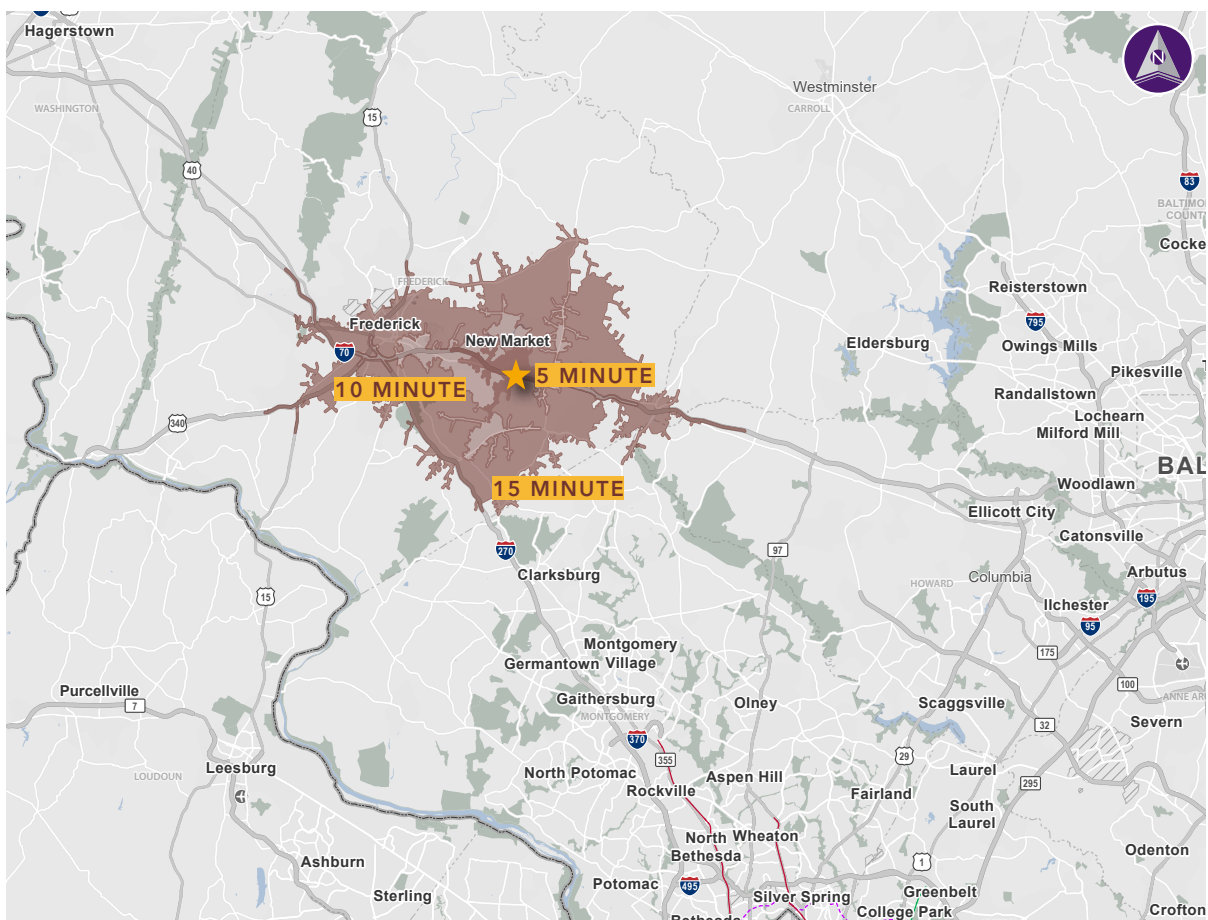 Hagerstown
N
Westminster
CARROLL
WASHINGTON
15
40
83
BALTIMO
COUNTY
Cocke
FREDERICK
Reisterstown
Frederick
795
New Market
Eldersburg
Owings Mills
70
5 MINUTE
Pikesville
10 MINUTE
Randallstown
Lochearn
340
Milford Mill
BAL
15 MINUTE
Woodlawn
Ellicott City
Catonsville
270
97
Clarksburg
HOWARD
Columbia
Arbutus
15
Ilchester
195
95
Montgomery
Village
175
Germantown
Purcellville
7
Gaithersburg
MONTGOMERY
Olney
Scaggsville
100
ANNE AR
32
Severn
370
355
29
LOUDOUN
Leesburg
North Potomac
Aspen Hill
Laurel
Rockville
Fairland
295
South
Laurel
North
Bethesda
Wheaton
Ashburn
1
Odenton
Potomac
495
Sterling
Silver Spring
Greenbelt
College Park
Crofton
Bethesda